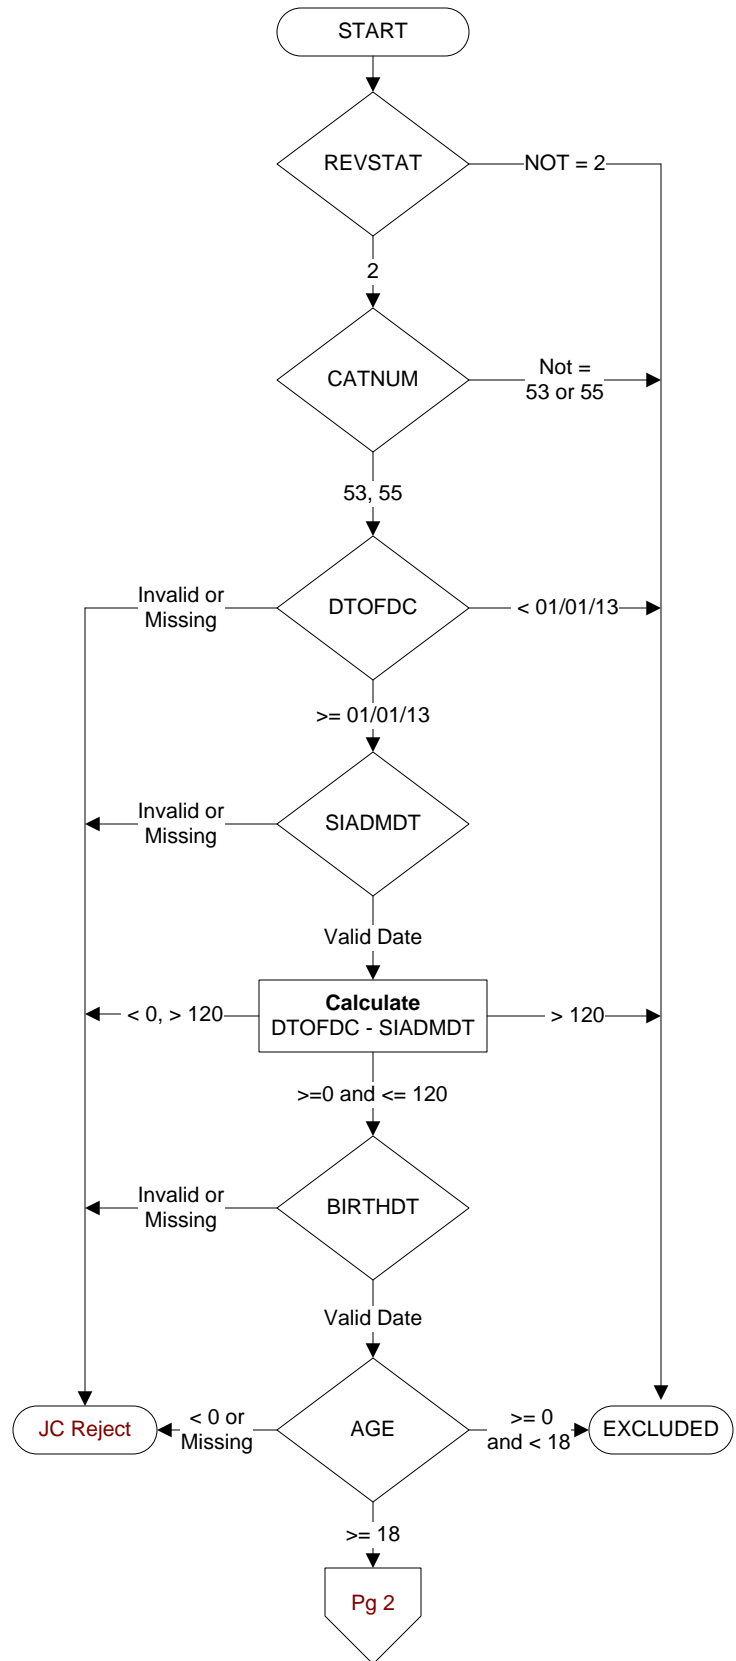 START
REVSTAT
NOT = 2
2
CATNUM
Not =
53 or 55
53, 55
Invalid or
Missing
DTOFDC
< 01/01/13
>= 01/01/13
Invalid or
Missing
SIADMDT
Valid Date
< 0, > 120
Calculate
DTOFDC - SIADMDT
> 120
>=0 and <= 120
Invalid or
Missing
BIRTHDT
Valid Date
JC Reject
< 0 or
Missing
AGE
>= 0
and < 18
EXCLUDED
>= 18
Pg 2